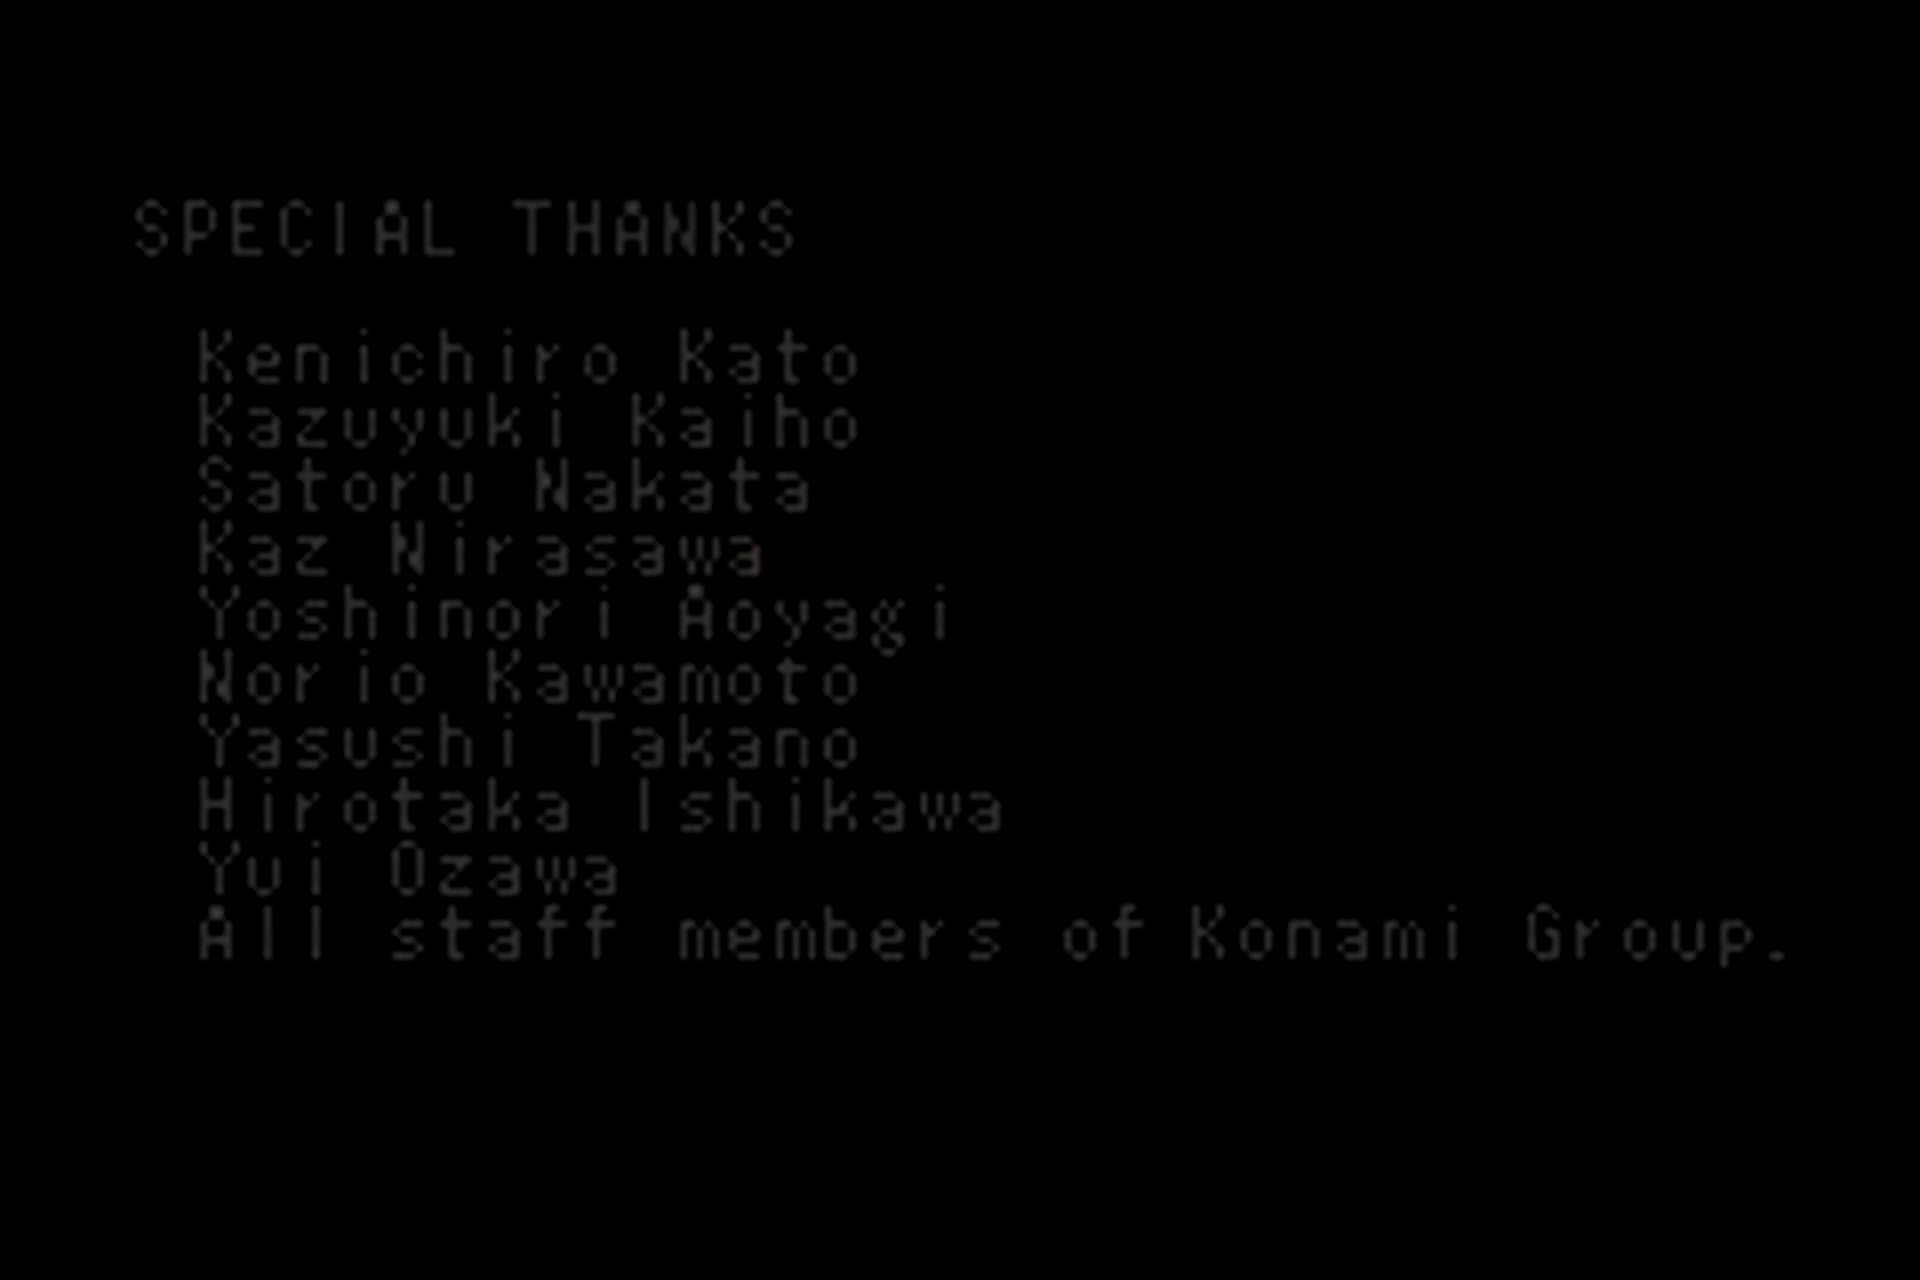 SPECIAL THANKS
Kenichiro Kato
Kazuyuki Kaiho
Satoru Nakata
Kaz Nirasawa
Yoshinori Aoyagi
Norio Kawamoto
Yasushi Takano
Hirotaka Ishikawa
Yui Ozawa
All staff members of Konami Group.